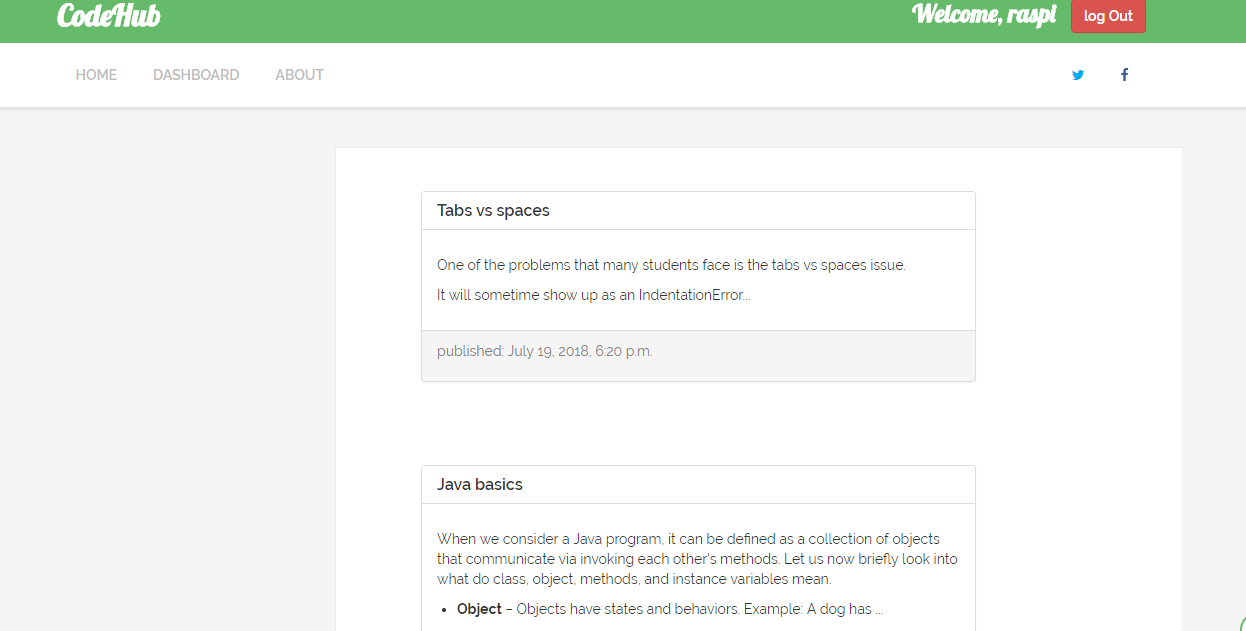 CodeHub
Welcome, raspi
log Out
HOME DASHBOARD ABOUT
Tabs vs spaces
One of the problems that many students face is the tabs vs spaces issue.
It will sometime show up as an IndentationError...
published: July 19, 2018, 6:20 p.m.
Java basics
When we consider a Java program, it can be defined as a collection of objects
that communicate via invoking each other's methods. Let us now briefly look into
what do class, object, methods, and instance variables mean.
• Object – Objects have states and behaviors. Example: A dog has ...